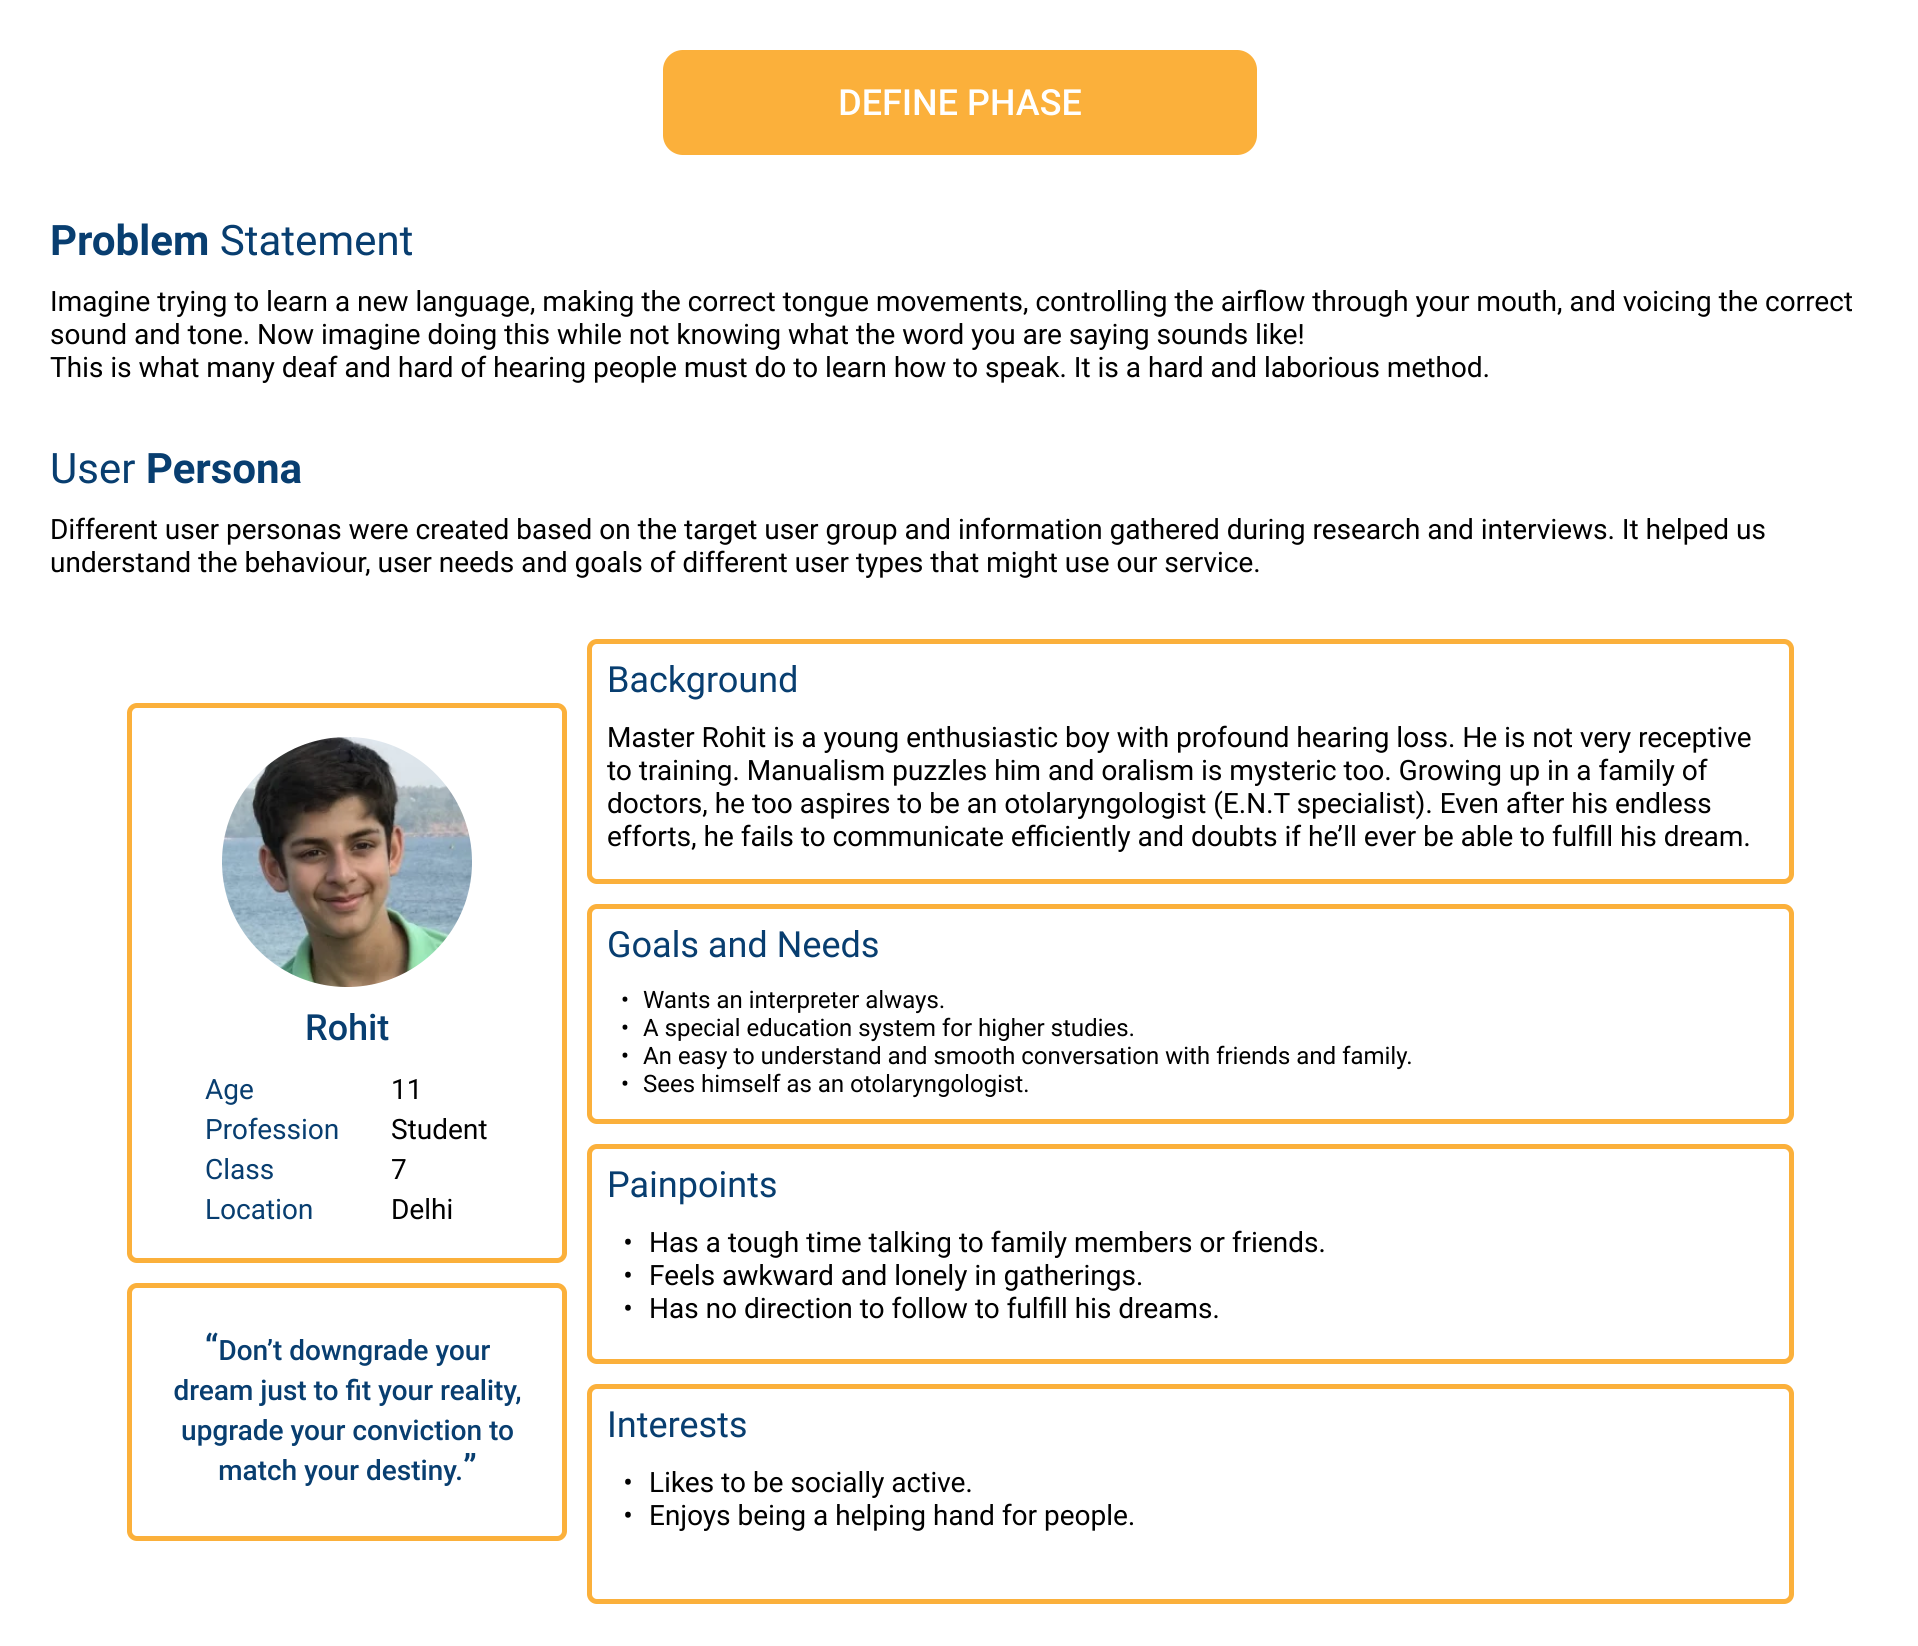 DEFINE PHASE
Problem Statement
Imagine trying to learn a new language, making the correct tongue movements, controlling the airflow through your mouth, and voicing the correct
sound and tone. Now imagine doing this while not knowing what the word you are saying sounds like!
This is what many deaf and hard of hearing people must do to learn how to speak. It is a hard and laborious method.
User Persona
Different user personas were created based on the target user group and information gathered during research and interviews. It helped us
understand the behaviour, user needs and goals of different user types that might use our service.
Rohit
Age 11
Profession Student
Class 7
Location Delhi
“Don’t downgrade your
dream just to fit your reality,
upgrade your conviction to
match your destiny.”
Background
Master Rohit is a young enthusiastic boy with profound hearing loss. He is not very receptive
to training. Manualism puzzles him and oralism is mysteric too. Growing up in a family of
doctors, he too aspires to be an otolaryngologist (E.N.T specialist). Even after his endless
efforts, he fails to communicate efficiently and doubts if he’ll ever be able to fulfill his dream.
Goals and Needs
• Wants an interpreter always.
• A special education system for higher studies.
• An easy to understand and smooth conversation with friends and family.
• Sees himself as an otolaryngologist.
Painpoints
• Has a tough time talking to family members or friends.
• Feels awkward and lonely in gatherings.
• Has no direction to follow to fulfill his dreams.
Interests
• Likes to be socially active.
• Enjoys being a helping hand for people.